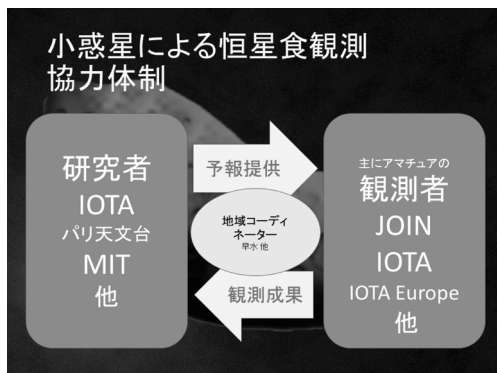 小惑星による恒星食観測
協力体制
研究者
IOTA
パリ天文台
MIT
他
予報提供
地域コーディ
ネーター
早水 他
観測成果
主にアマチュアの
観測者
JOIN
IOTA
IOTA Europe
他